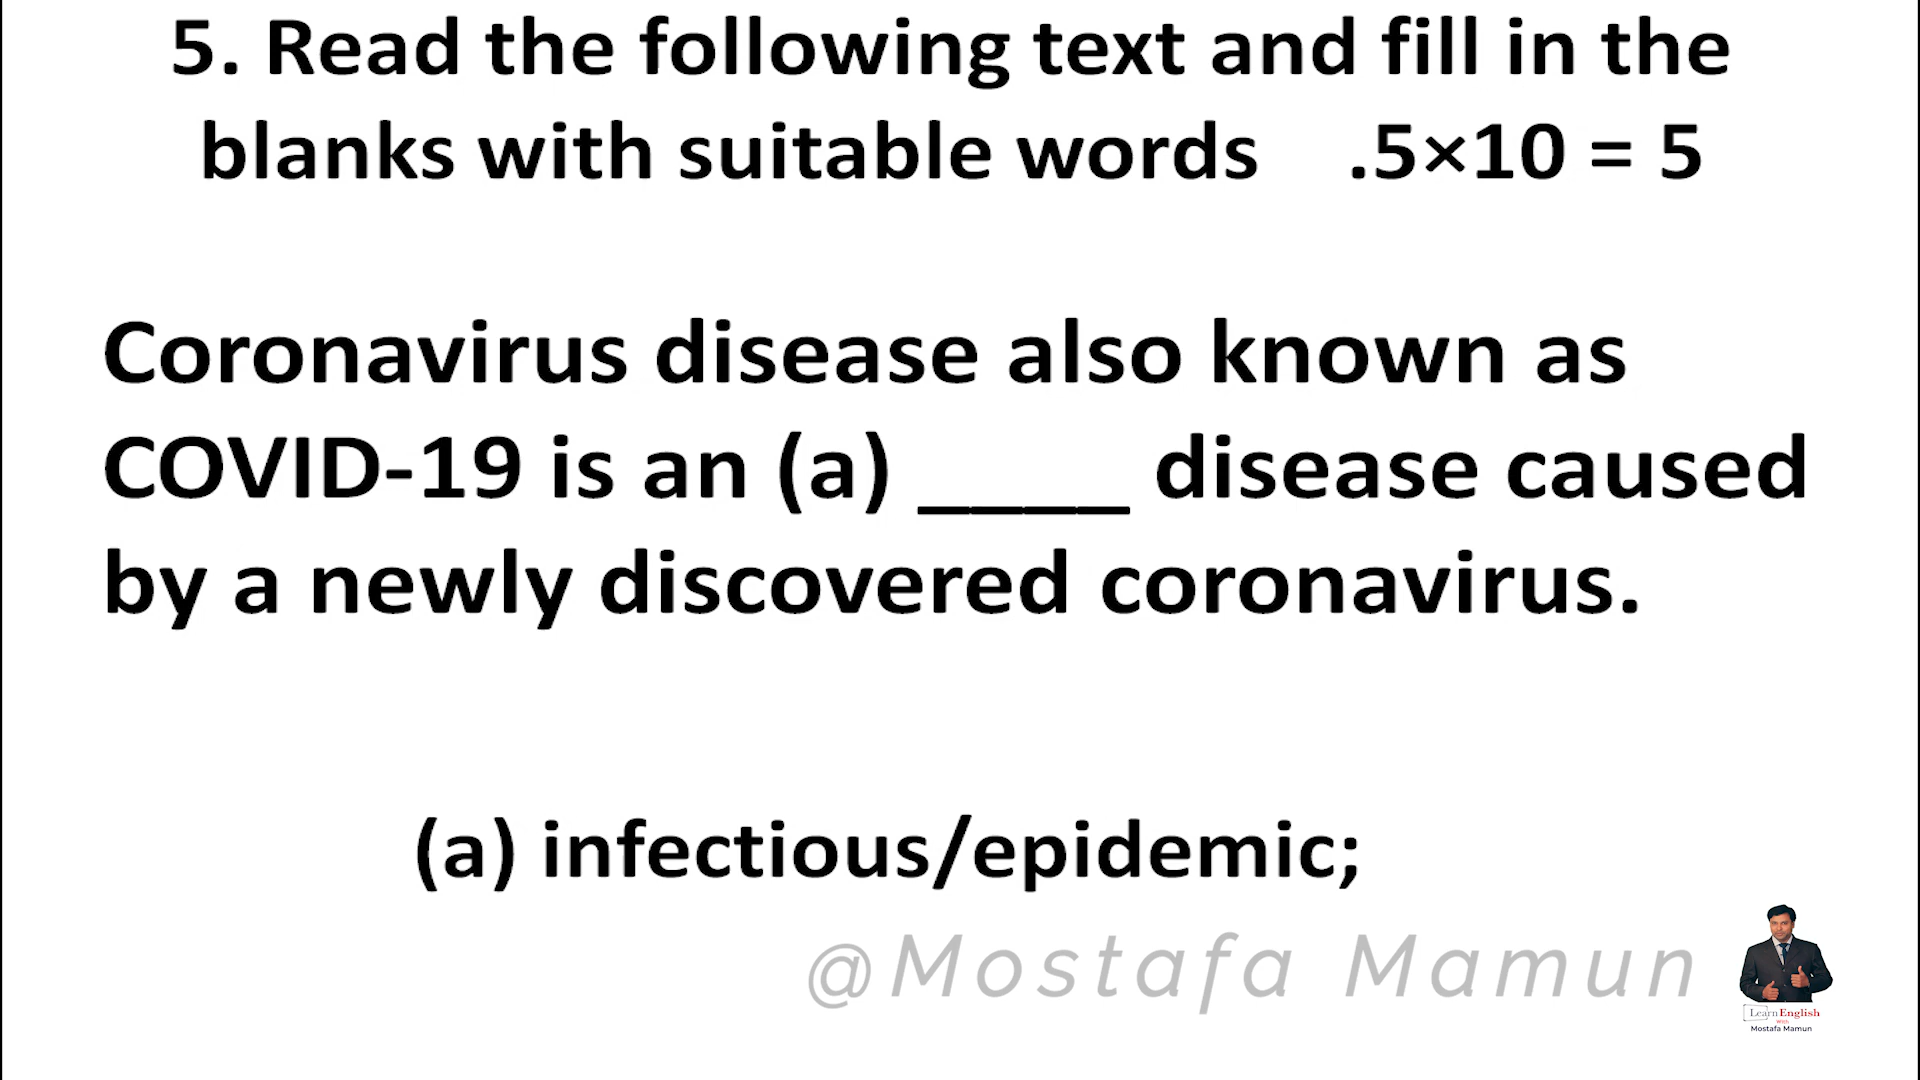 5. Read the following text and fill in the
blanks with suitable words .5×10 = 5
Coronavirus disease also known as
COVID-19 is an (a) ____ disease caused
by a newly discovered coronavirus.
(a) infectious/epidemic;
@Mostafa Mamun
Learn English
With
Mostafa Mamun